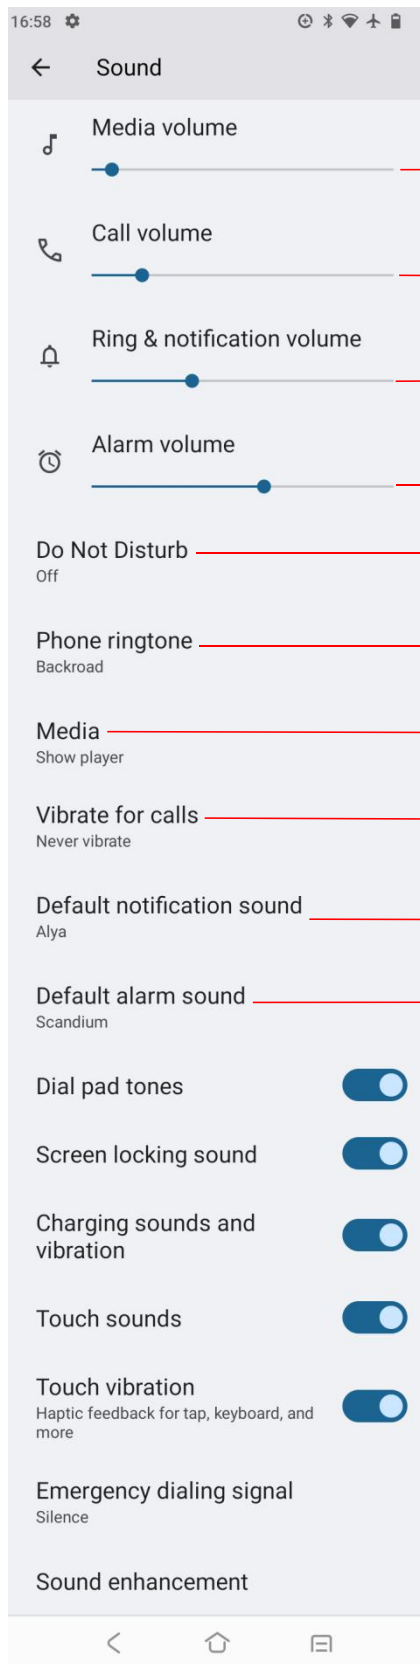 16:58
Sound
Media volume
Call volume
Ring & notification volume
Alarm volume
Do Not Disturb
Off
Phone ringtone
Backroad
Media
Show player
Vibrate for calls
Never vibrate
Default notification sound
Alya
Default alarm sound
Scandium
Dial pad tones
Screen locking sound
Charging sounds and
vibration
Touch sounds
Touch vibration
Haptic feedback for tap, keyboard, and
more
Emergency dialing signal
Silence
Sound enhancement